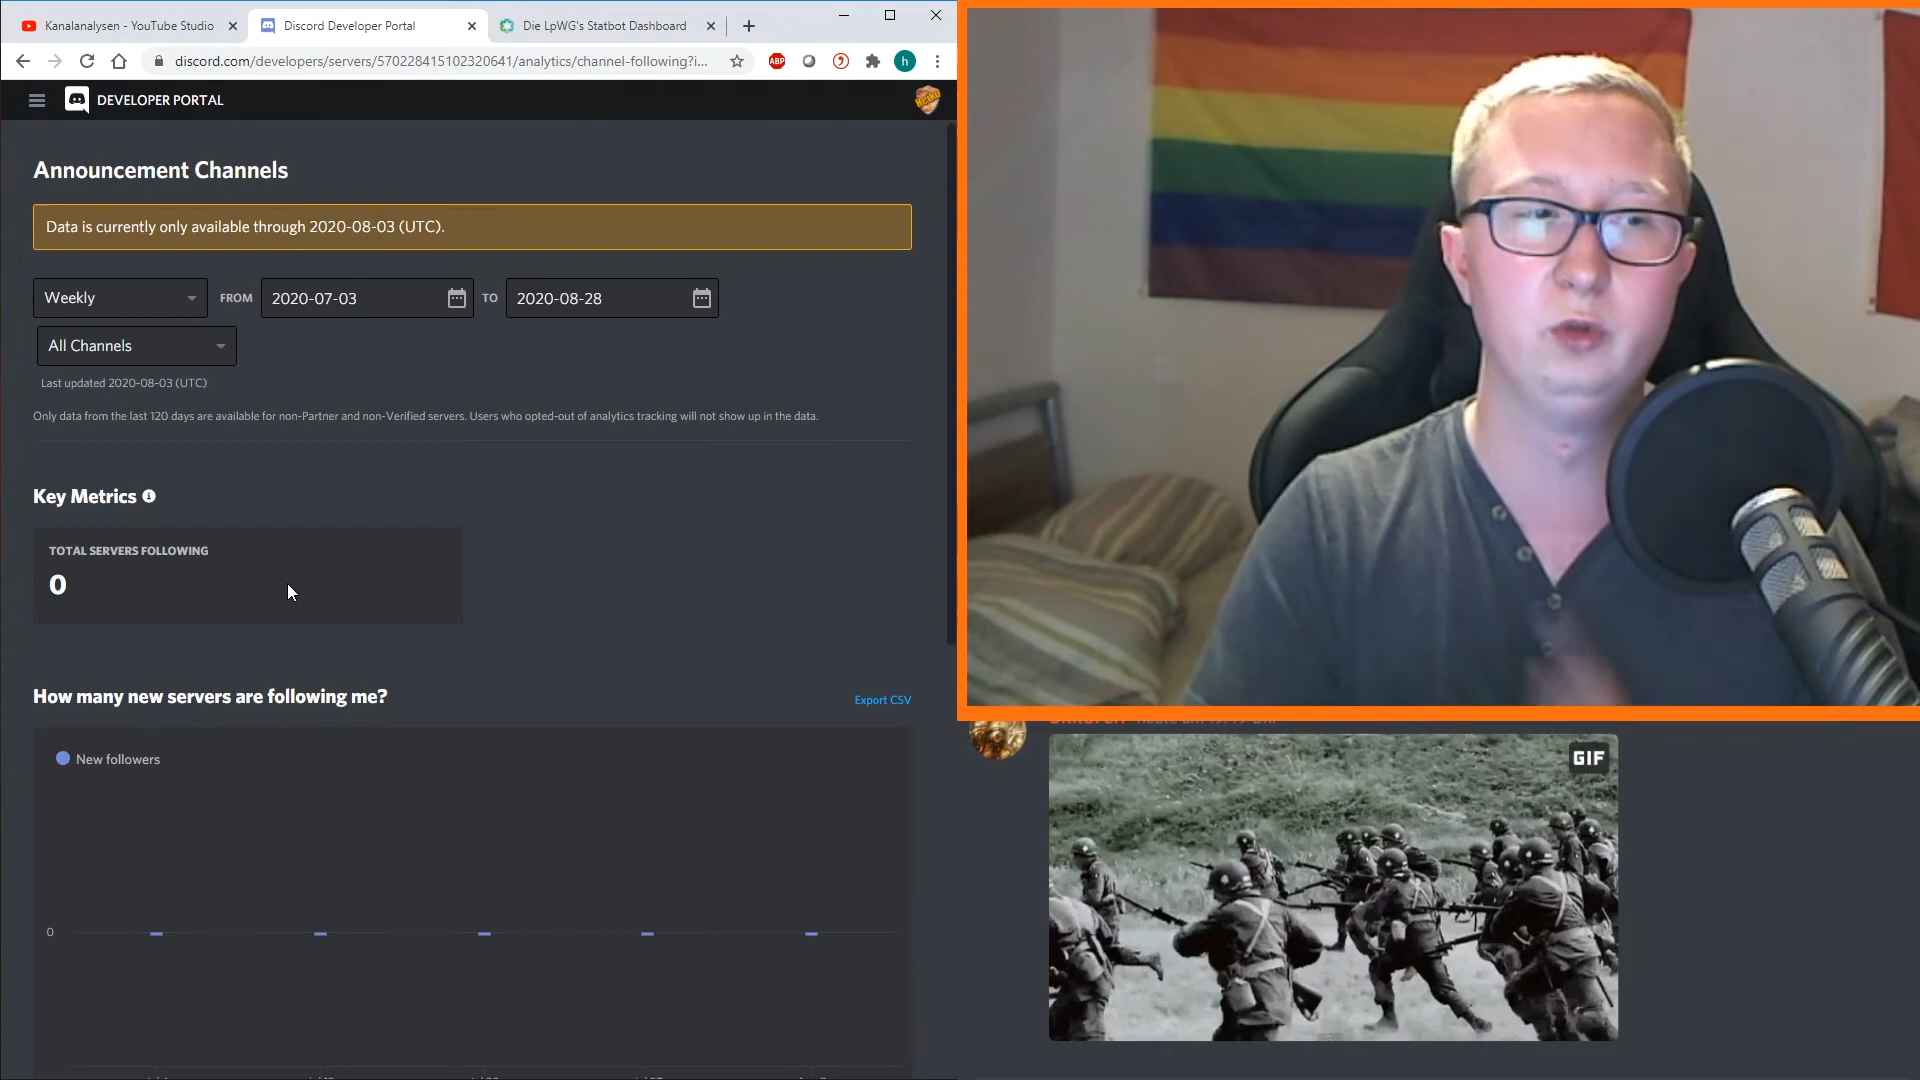 Kanalanalysen - YouTube Studio
Discord Developer Portal
Die LpWG's Statbot Dashboard
discord.com/developers/servers/570228415102320641/analytics/channel-following?i...
ABP
h
DEVELOPER PORTAL
Heiko
Announcement Channels
Data is currently only available through 2020-08-03 (UTC).
Weekly
FROM
2020-07-03
TO
2020-08-28
All Channels
Last updated 2020-08-03 (UTC)
Only data from the last 120 days are available for non-Partner and non-Verified servers. Users who opted-out of analytics tracking will not show up in the data.
Key Metrics
TOTAL SERVERS FOLLOWING
0
How many new servers are following me?
Export CSV
New followers
0
GIF